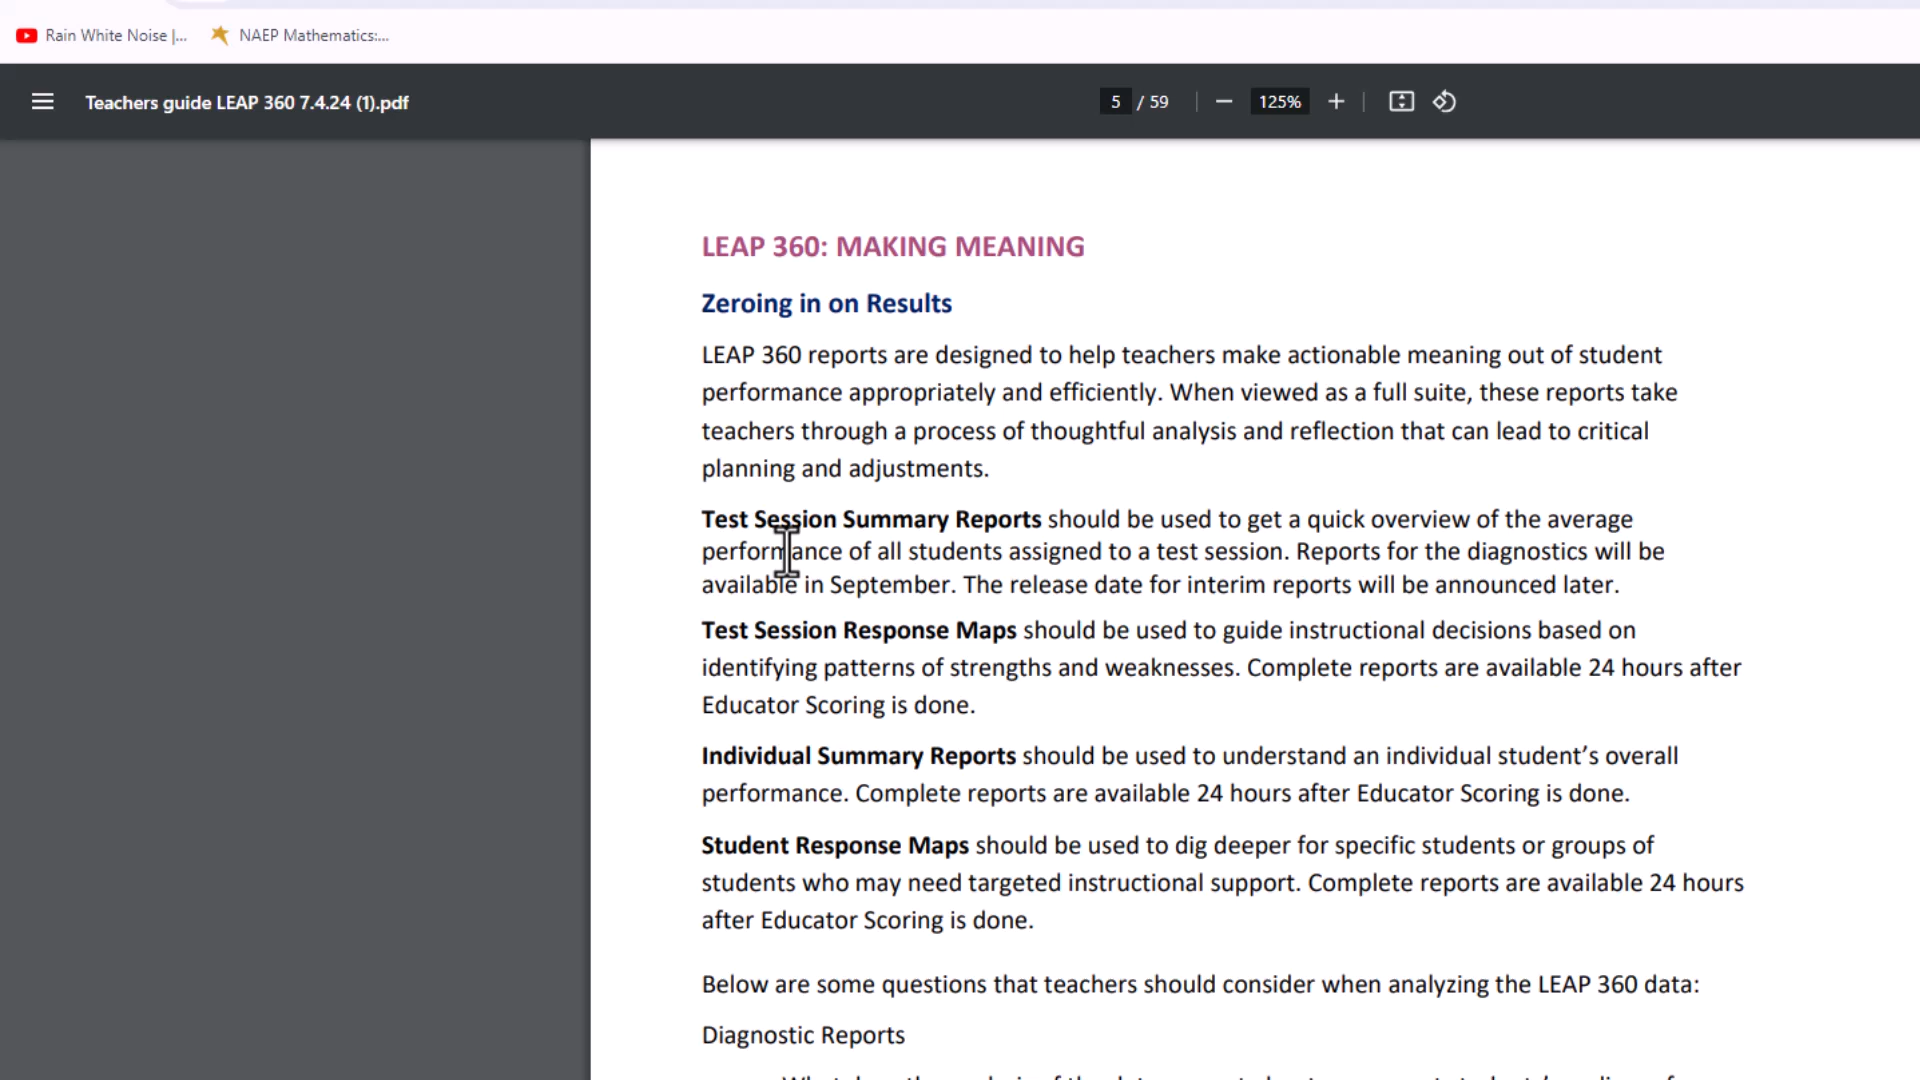 Rain White Noise |...
NAEP Mathematics:...
Teachers guide LEAP 360 7.4.24 (1).pdf
5 / 59
125%
LEAP 360: MAKING MEANING
Zeroing in on Results
LEAP 360 reports are designed to help teachers make actionable meaning out of student
performance appropriately and efficiently. When viewed as a full suite, these reports take
teachers through a process of thoughtful analysis and reflection that can lead to critical
planning and adjustments.
Test Session Summary Reports should be used to get a quick overview of the average
performance of all students assigned to a test session. Reports for the diagnostics will be
available in September. The release date for interim reports will be announced later.
Test Session Response Maps should be used to guide instructional decisions based on
identifying patterns of strengths and weaknesses. Complete reports are available 24 hours after
Educator Scoring is done.
Individual Summary Reports should be used to understand an individual student’s overall
performance. Complete reports are available 24 hours after Educator Scoring is done.
Student Response Maps should be used to dig deeper for specific students or groups of
students who may need targeted instructional support. Complete reports are available 24 hours
after Educator Scoring is done.
Below are some questions that teachers should consider when analyzing the LEAP 360 data:
Diagnostic Reports